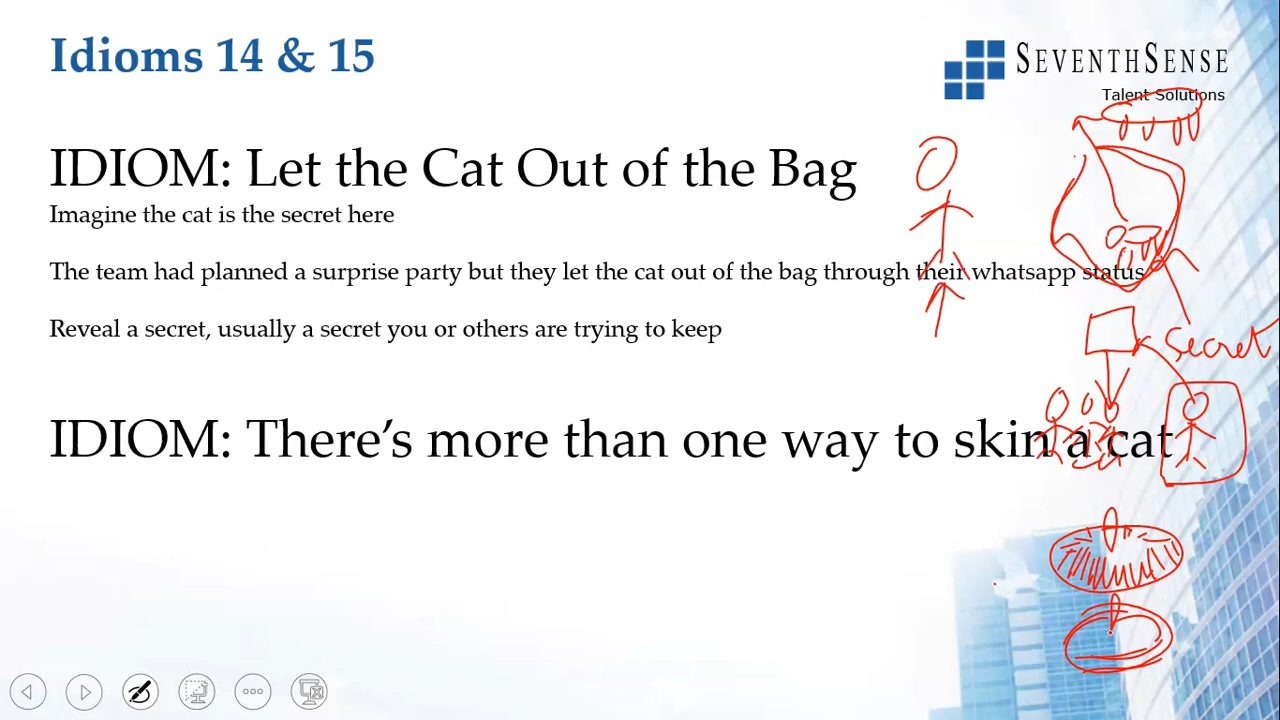 Idioms 14 & 15
SEVENTHSENSE
Talent Solutions
IDIOM: Let the Cat Out of the Bag
Imagine the cat is the secret here
The team had planned a surprise party but they let the cat out of the bag through their whatsapp status
Reveal a secret, usually a secret you or others are trying to keep
Secret
IDIOM: There's more than one way to skin a cat